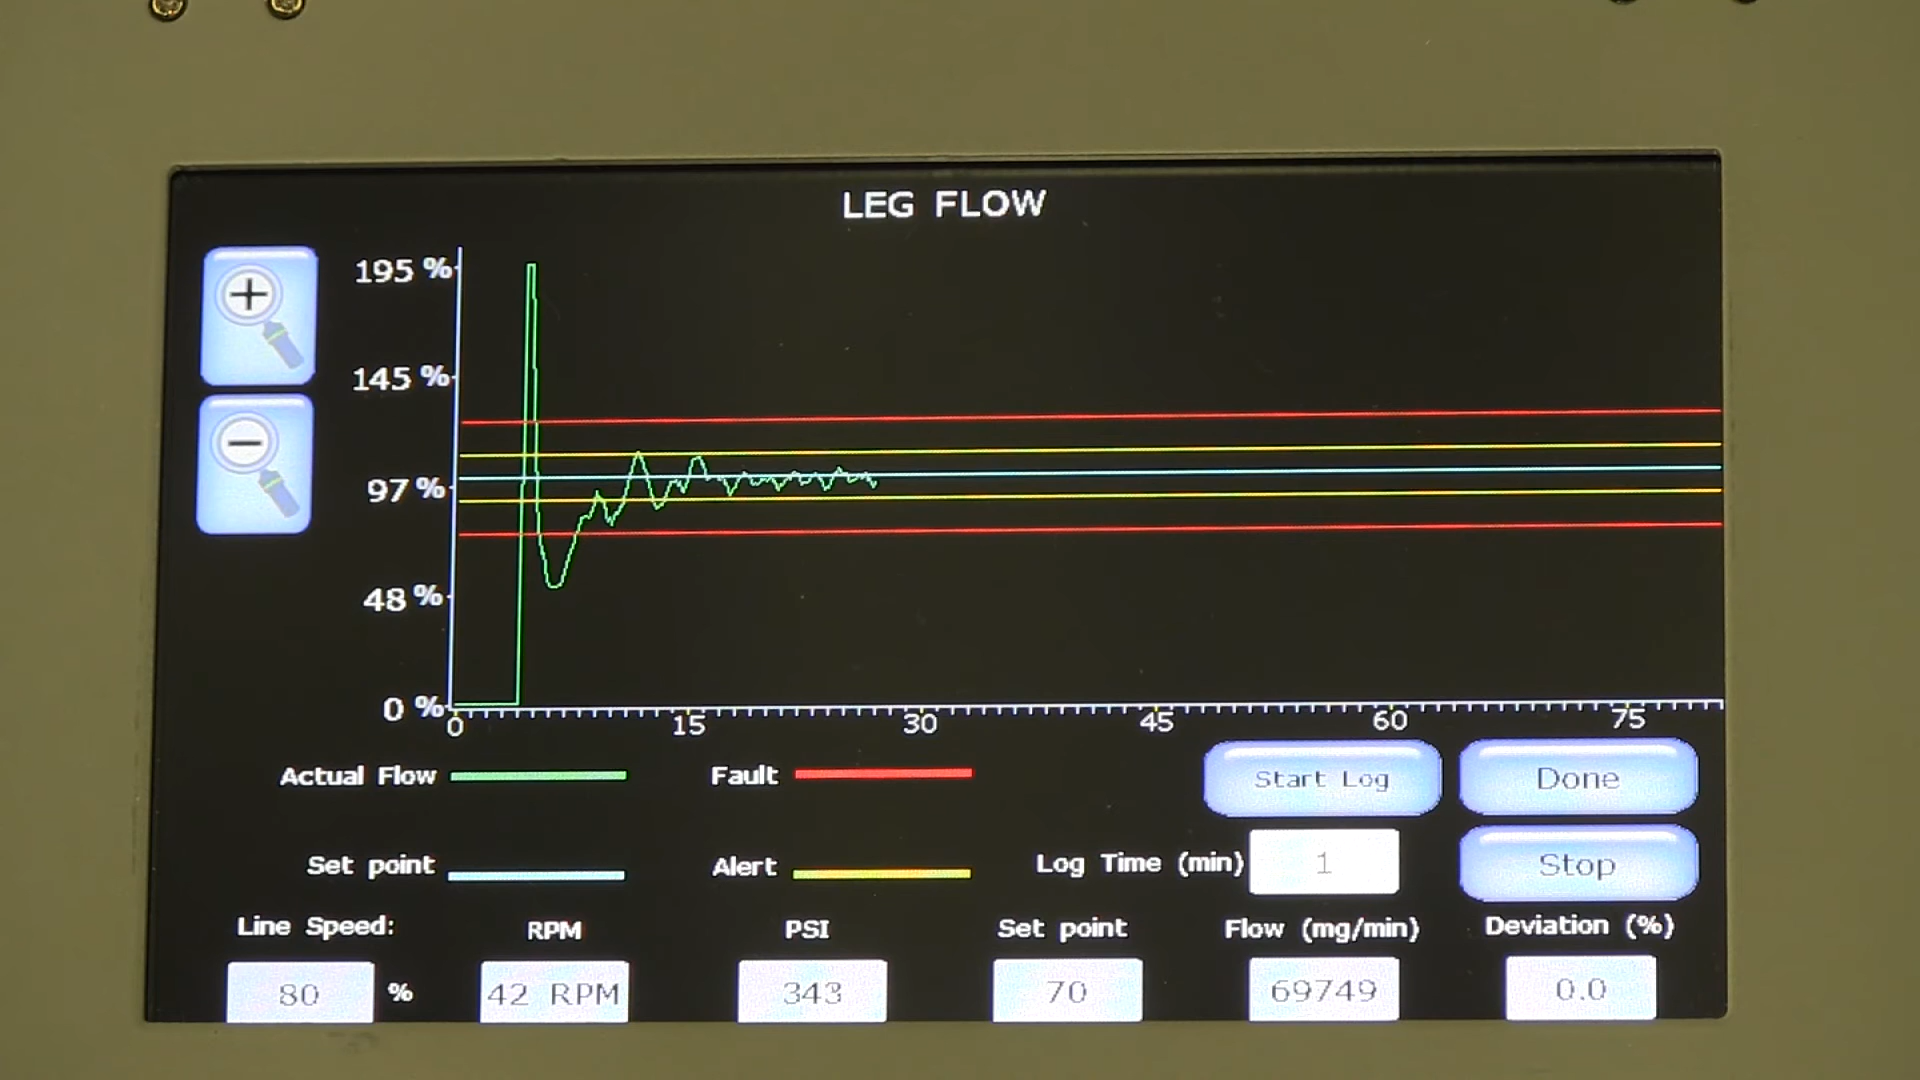 LEG FLOW
195 %
145 %
97 %
48 %
0 %
0 15 30 45 60 75
Actual Flow Fault Start Log Done
Set point Alert Log Time (min) 1 Stop
Line Speed: RPM PSI Set point Flow (mg/min) Deviation (%)
80 % 42 RPM 343 70 69749 0.0